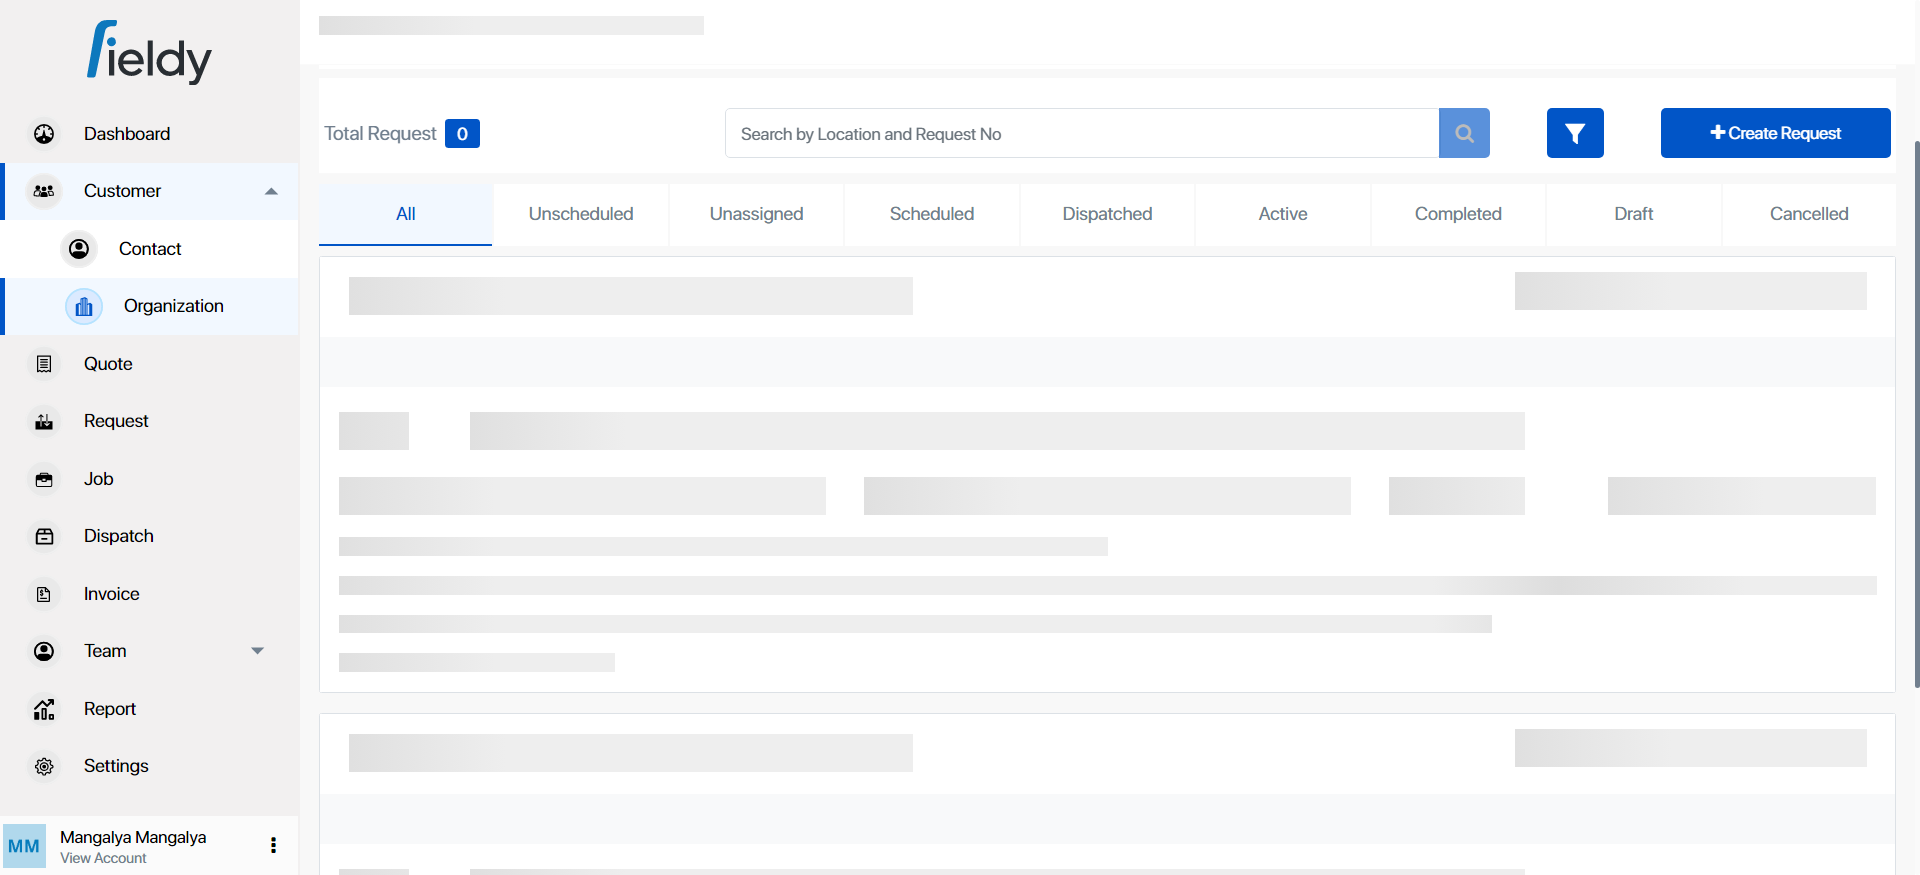 fieldy
Dashboard
Customer
Contact
Organization
Quote
Request
Job
Dispatch
Invoice
Team
Report
Settings
MM
Mangalya Mangalya
View Account
Total Request 0
Search by Location and Request No
Create Request
All
Unscheduled
Unassigned
Scheduled
Dispatched
Active
Completed
Draft
Cancelled